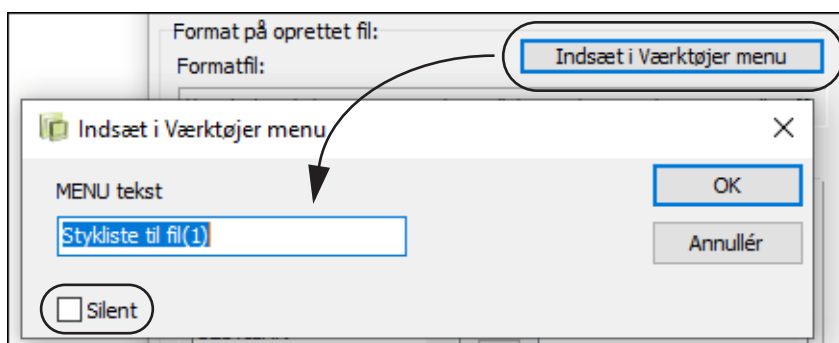 Format på oprettet fil:
Formatfil:
Indsæt i Værktøjer menu
Indsæt i Værktøjer menu
MENU tekst
OK
Stykliste til fil(1)
Annullér
Silent